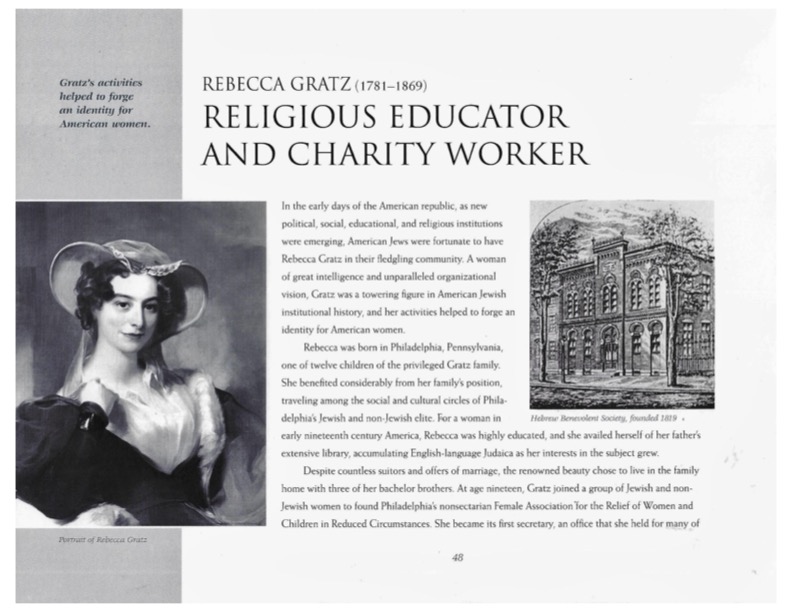 Gratz's activities
helped to forge
an identity for
American women.
REBECCA GRATZ (1781–1869)
RELIGIOUS EDUCATOR
AND CHARITY WORKER
In the early days of the American republic, as new
political, social, educational, and religious institutions
were emerging, American Jews were fortunate to have
Rebecca Gratz in their fledgling community. A woman
of great intelligence and unparalleled organizational
vision, Gratz was a towering figure in American Jewish
institutional history, and her activities helped to forge an
identity for American women.
Rebecca was born in Philadelphia, Pennsylvania,
one of twelve children of the privileged Gratz family.
She benefited considerably from her family's position,
traveling among the social and cultural circles of Phila-
delphia's Jewish and non-Jewish elite. For a woman in
early nineteenth century America, Rebecca was highly educated, and she availed herself of her father's
extensive library, accumulating English-language Judaica as her interests in the subject grew.
Despite countless suitors and offers of marriage, the renowned beauty chose to live in the family
home with three of her bachelor brothers. At age nineteen, Gratz joined a group of Jewish and non-
Jewish women to found Philadelphia's nonsectarian Female Association for the Relief of Women and
Children in Reduced Circumstances. She became its first secretary, an office that she held for many of
Hebrew Benevolent Society, founded 1819
Portrait of Rebecca Gratz
48